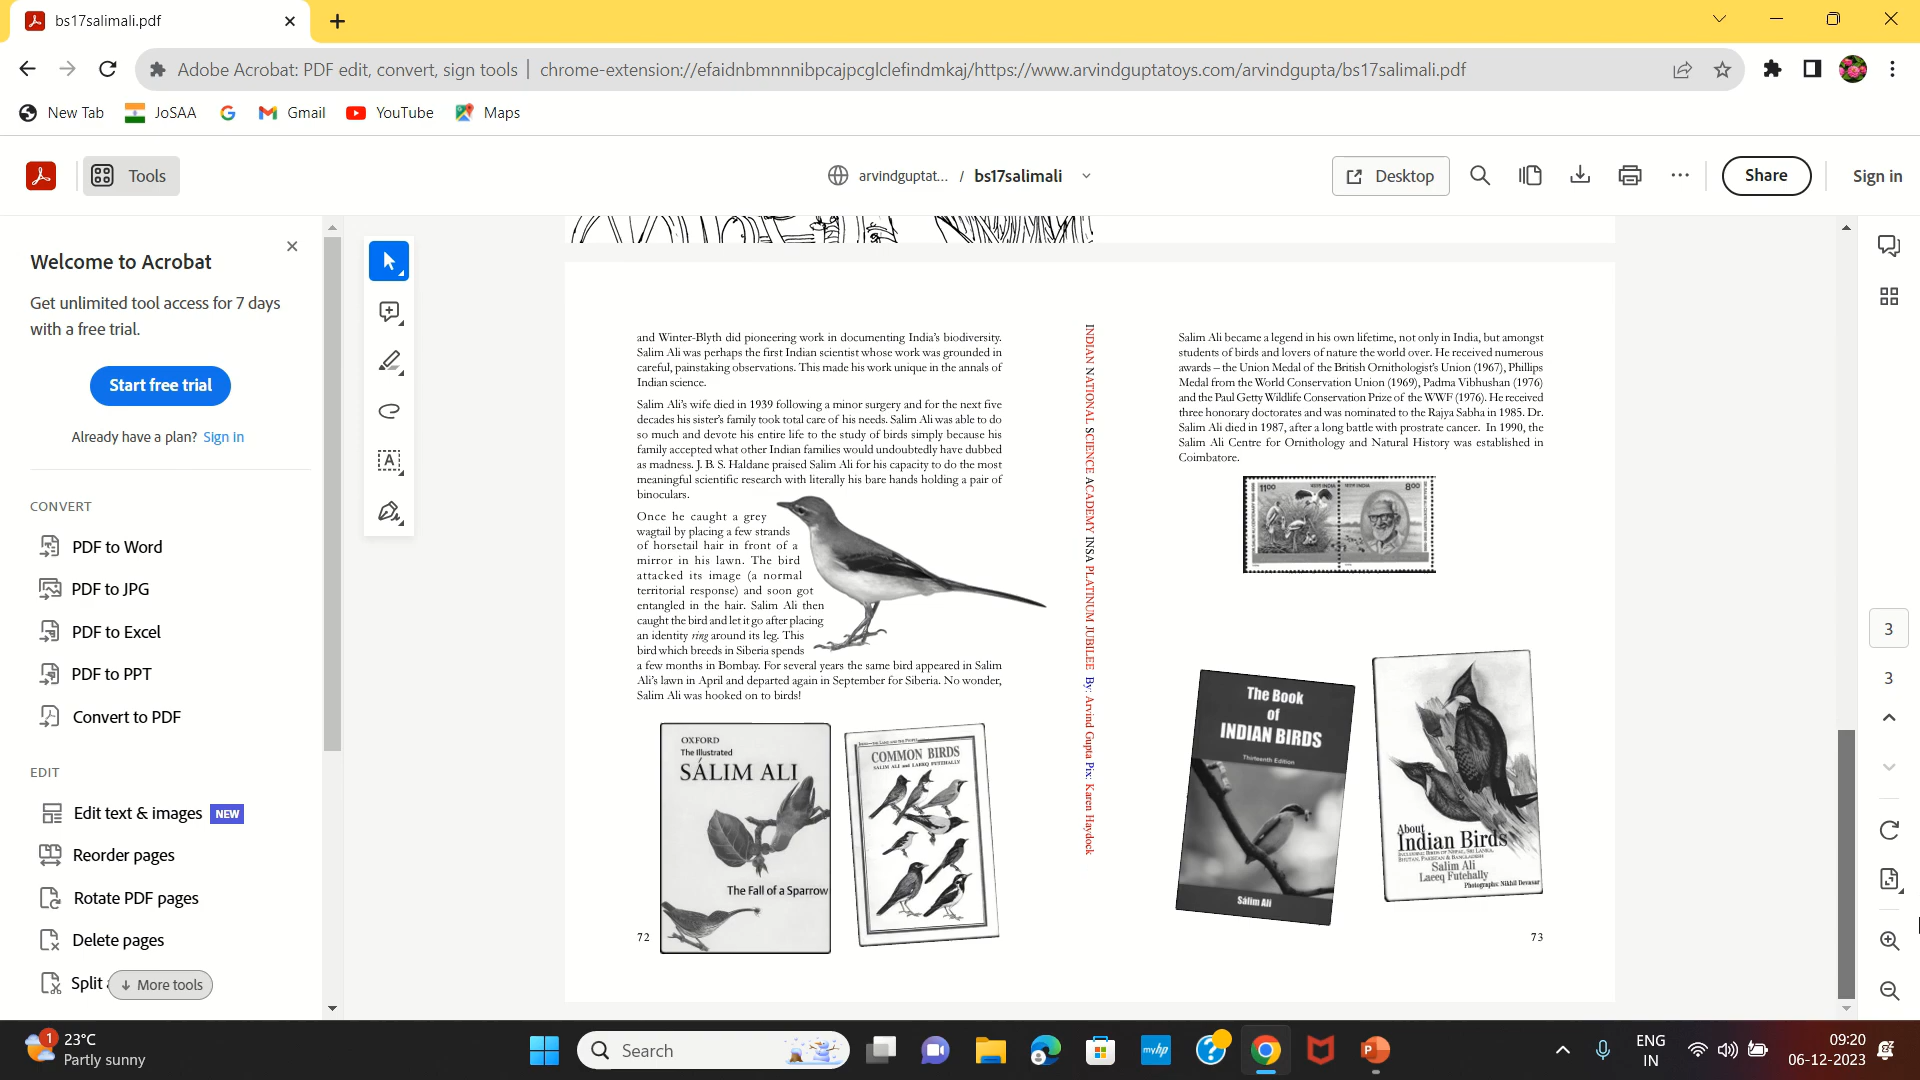 bs17salimali.pdf
Adobe Acrobat: PDF edit, convert, sign tools | chrome-extension://efaidnbmnnnibpcajpcglclefindmkaj/https://www.arvindguptatoys.com/arvindgupta/bs17salimali.pdf
New Tab JoSAA Gmail YouTube Maps
Tools
arvindguptat... / bs17salimali
Desktop
Share
Sign in
Welcome to Acrobat
Get unlimited tool access for 7 days
with a free trial.
Start free trial
Already have a plan? Sign in
CONVERT
PDF to Word
PDF to JPG
PDF to Excel
PDF to PPT
Convert to PDF
EDIT
Edit text & images NEW
Reorder pages
Rotate PDF pages
Delete pages
Split
More tools
and Winter-Blyth did pioneering work in documenting India's biodiversity.
Salim Ali was perhaps the first Indian scientist whose work was grounded in
careful, painstaking observations. This made his work unique in the annals of
Indian science.
Salim Ali's wife died in 1939 following a minor surgery and for the next five
decades his sister's family took total care of his needs. Salim Ali was able to do
so much and devote his entire life to the study of birds simply because his
family accepted what other Indian families would undoubtedly have dubbed
as madness. J. B. S. Haldane praised Salim Ali for his capacity to do the most
meaningful scientific research with literally his bare hands holding a pair of
binoculars.
Once he caught a grey
wagtail by placing a few strands
of horsetail hair in front of a
mirror in his lawn. The bird
attacked its image (a normal
territorial response) and soon got
entangled in the hair. Salim Ali then
caught the bird and let it go after placing
an identity ring around its leg. This
bird which breeds in Siberia spends
a few months in Bombay. For several years the same bird appeared in Salim
Ali's lawn in April and departed again in September for Siberia. No wonder,
Salim Ali was hooked on to birds!
OXFORD
The Illustrated
SÁLIM ALI
The Fall of a Sparrow
COMMON BIRDS
SALIM ALI and LAEEQ FUTEHALLY
72
INDIAN NATIONAL SCIENCE ACADEMY INSA PLATINUM JUBILEE By: Arvind Gupta Pix: Karen Haydock
Salim Ali became a legend in his own lifetime, not only in India, but amongst
students of birds and lovers of nature the world over. He received numerous
awards – the Union Medal of the British Ornithologist's Union (1967), Phillips
Medal from the World Conservation Union (1969), Padma Vibhushan (1976)
and the Paul Getty Wildlife Conservation Prize of the WWF (1976). He received
three honorary doctorates and was nominated to the Rajya Sabha in 1985. Dr.
Salim Ali died in 1987, after a long battle with prostrate cancer. In 1990, the
Salim Ali Centre for Ornithology and Natural History was established in
Coimbatore.
1100
800
The Book
of
INDIAN BIRDS
Thirteenth Edition
Sálim Ali
About
Indian Birds
INCLUDING BIRDS OF NEPAL, SRI LANKA,
BHUTAN, PAKISTAN & BANGLADESH
Salim Ali
Laeeq Futehally
Photographs: Nikhil Devasar
73
3
3
1
23°C
Partly sunny
Search
myhp
ENG
IN
09:20
06-12-2023